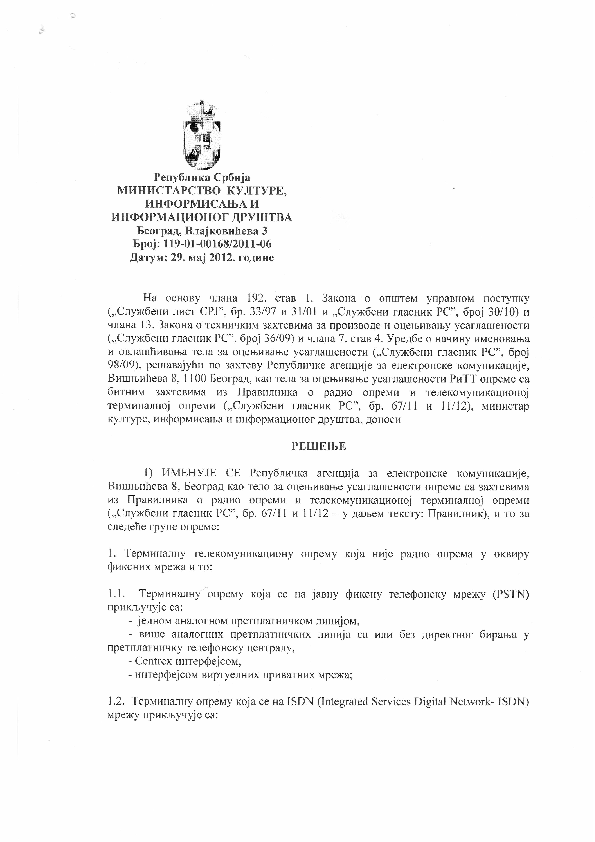 Република Србија
МИНИСТАРСТВО КУЛТУРЕ,
ИНФОРМИСАЊА И
ИНФОРМАЦИОНОГ ДРУШТВА
Београд, Влајковићева 3
Број: 119-01-00168/2011-06
Датум: 29. мај 2012. године
На основу члана 192. став 1. Закона о општем управном поступку
(„Службени лист СРЈ”, бр. 33/97 и 31/01 и „Службени гласник РС”, број 30/10) и
члана 13. Закона о техничким захтевима за производе и оцењивању усаглашености
(„Службени гласник РС”, број 36/09) и члана 7. став 4. Уредбе о начину именовања
и овлашћивања тела за оцењивање усаглашености („Службени гласник РС”, број
98/09), решавајући по захтеву Републичке агенције за електронске комуникације,
Вишњићева 8, 1100 Београд, као тела за оцењивање усаглашености РиТТ опреме са
битним захтевима из Правилника о радио опреми и телекомуникационој
терминалној опреми („Службени гласник РС”, бр. 67/11 и 11/12), министар
културе, информисања и информационог друштва, доноси
РЕШЕЊЕ
1) ИМЕНУЈЕ СЕ Републичка агенција за електронске комуникације,
Вишњићева 8, Београд као тело за оцењивање усаглашености опреме са захтевима
из Правилника о радио опреми и телекомуникационој терминалној опреми
(„Службени гласник РС”, бр. 67/11 и 11/12 – у даљем тексту: Правилник), и то за
следеће групе опреме:
1. Терминалну телекомуникациону опрему која није радио опрема у оквиру
фиксних мрежа и то:
1.1. Терминалну опрему која се на јавну фиксну телефонску мрежу (PSTN)
прикључује са:
- једном аналогном претплатничком линијом,
- више аналогних претплатничких линија са или без директног бирања у
претплатничку телефонску централу,
- Centrex интерфејсом,
- интерфејсом виртуелних приватних мрежа;
1.2. Терминалну опрему која се на ISDN (Integrated Services Digital Network- ISDN)
мрежу прикључује са: